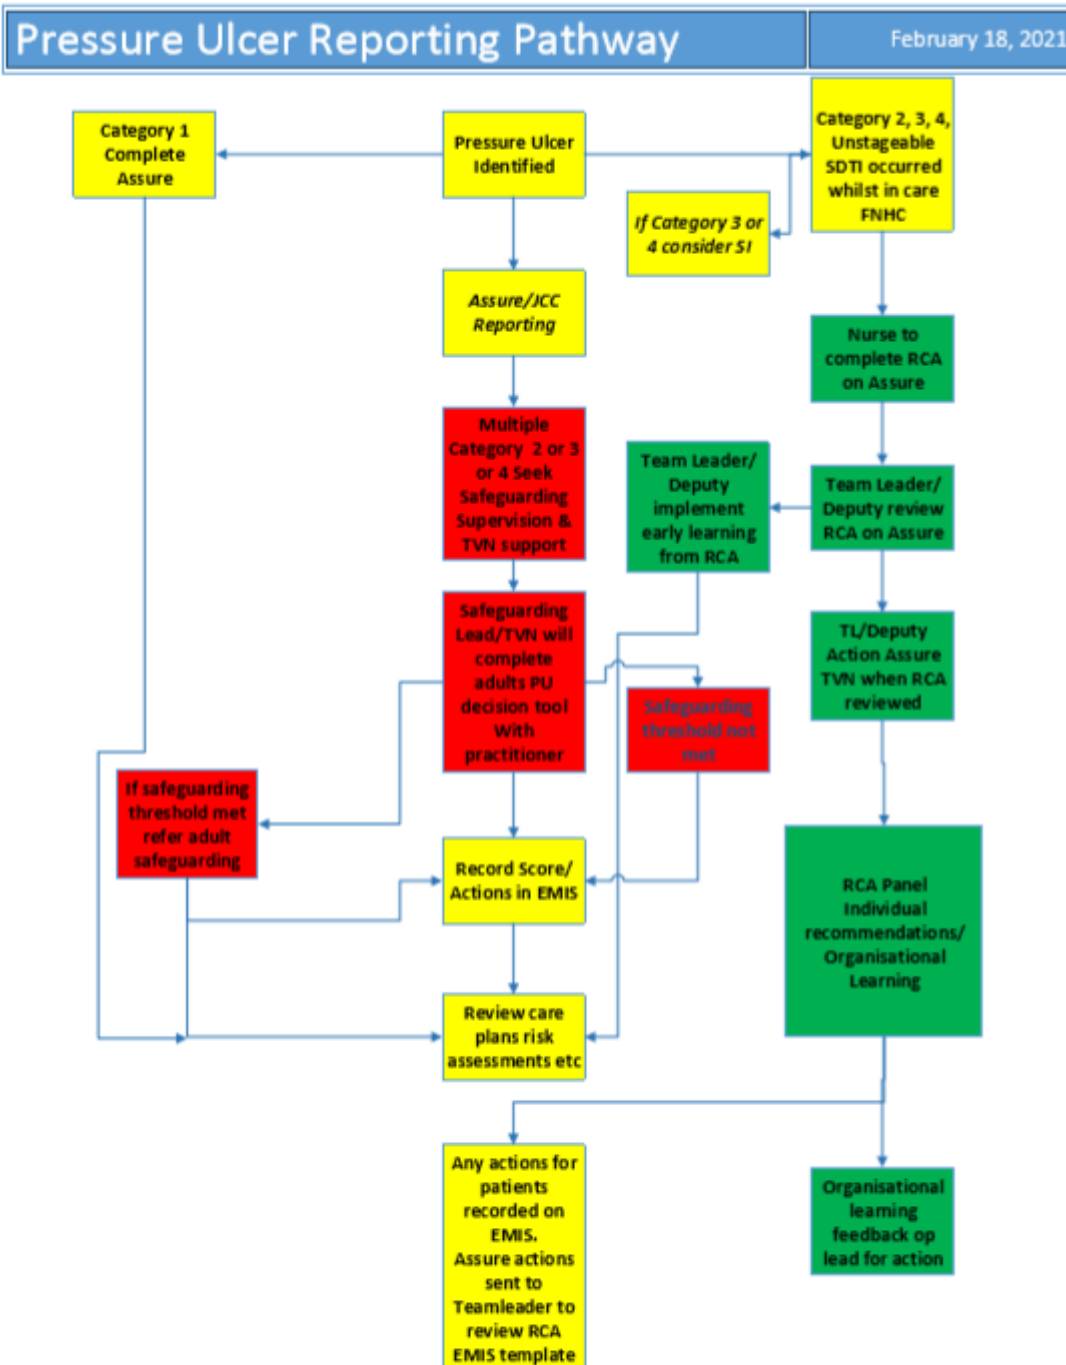 Pressure Ulcer Reporting Pathway
February 18, 2021
Category 1
Complete
Assure
Pressure Ulcer
Identified
Category 2, 3, 4,
Unstageable
SDTI occurred
whilst in care
FNHC
If Category 3 or
4 consider SI
Assure/JCC
Reporting
Nurse to
complete RCA
on Assure
Multiple
Category 2 or 3
or 4 Seek
Safeguarding
Supervision &
TVN support
Team Leader/
Deputy
implement
early learning
from RCA
Team Leader/
Deputy review
RCA on Assure
Safeguarding
Lead/TVN will
complete
adults PU
decision tool
With
practitioner
TL/Deputy
Action Assure
TVN when RCA
reviewed
Safeguarding
threshold not
met
If safeguarding
threshold met
refer adult
safeguarding
Record Score/
Actions in EMIS
RCA Panel
Individual
recommendations/
Organisational
Learning
Review care
plans risk
assessments etc
Any actions for
patients
recorded on
EMIS.
Assure actions
sent to
Teamleader to
review RCA
EMIS template
Organisational
learning
feedback op
lead for action